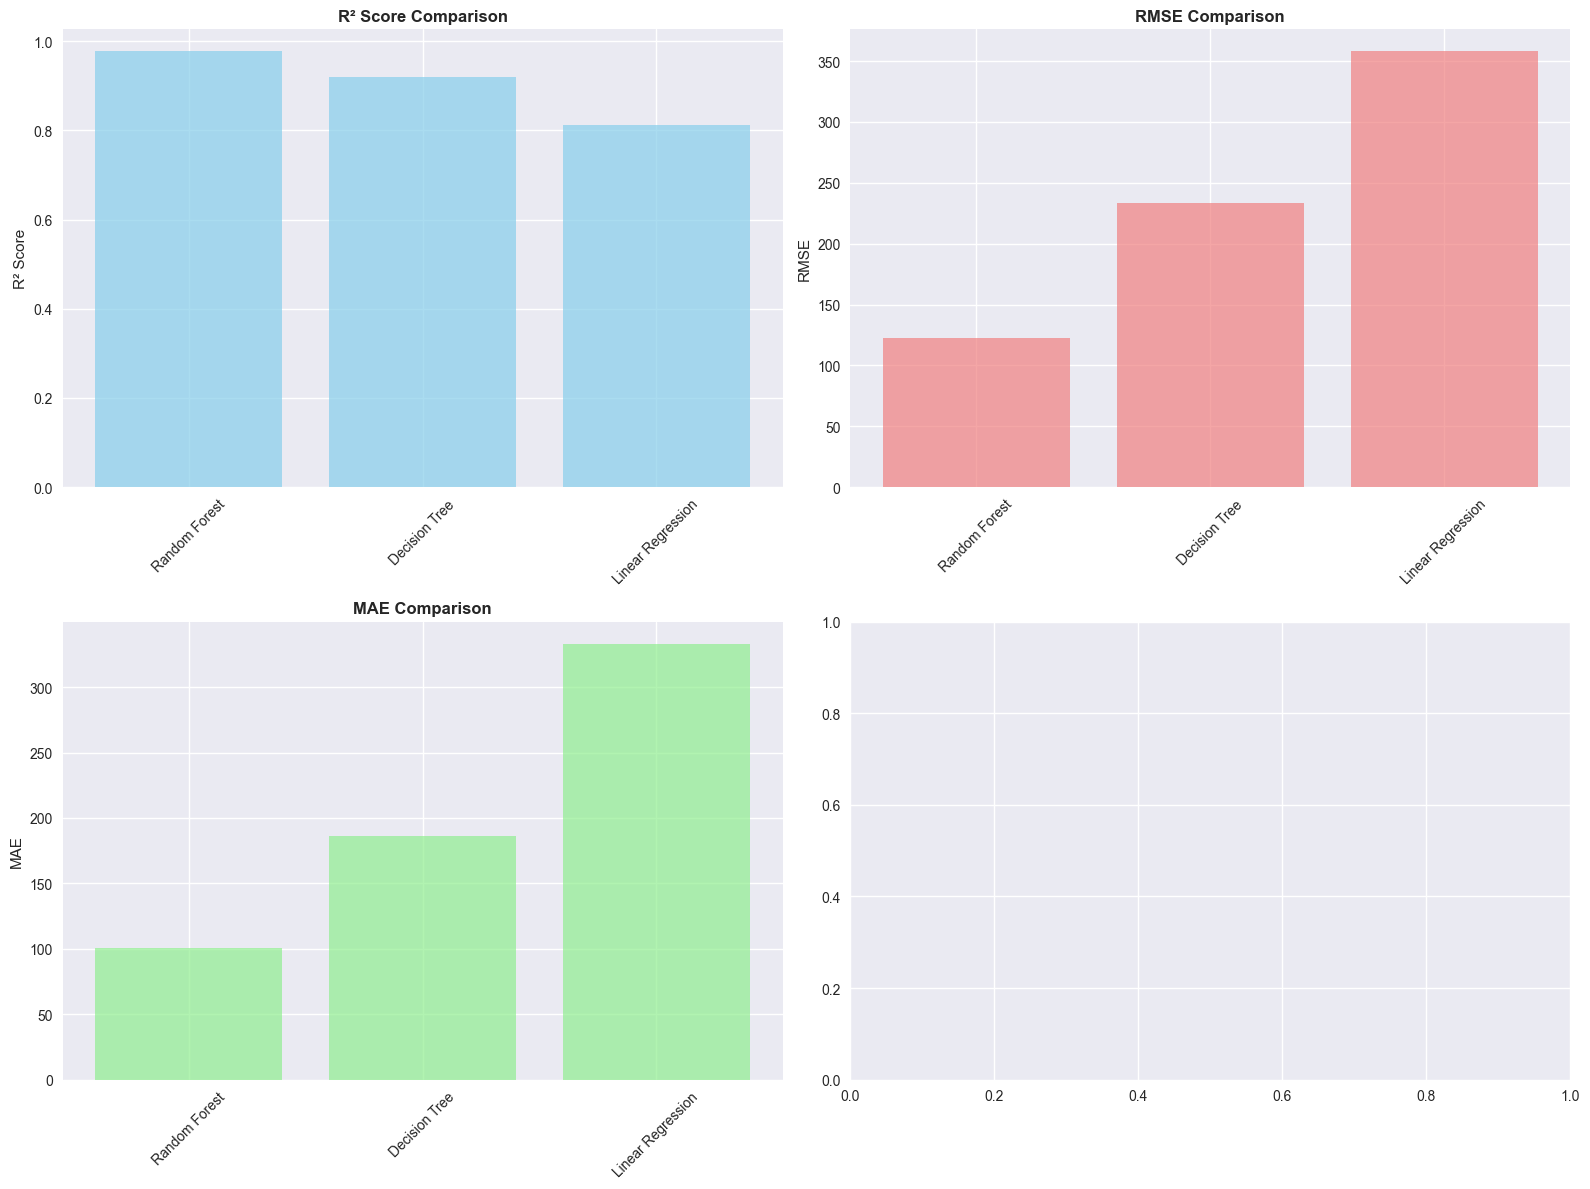 R² Score Comparison
1.0
0.8
0.6
0.4
0.2
0.0
R² Score
Random Forest
Decision Tree
Linear Regression
RMSE Comparison
350
300
250
200
150
100
50
0
RMSE
Random Forest
Decision Tree
Linear Regression
MAE Comparison
300
250
200
150
100
50
0
MAE
Random Forest
Decision Tree
Linear Regression
1.0
0.8
0.6
0.4
0.2
0.0
0.0 0.2 0.4 0.6 0.8 1.0